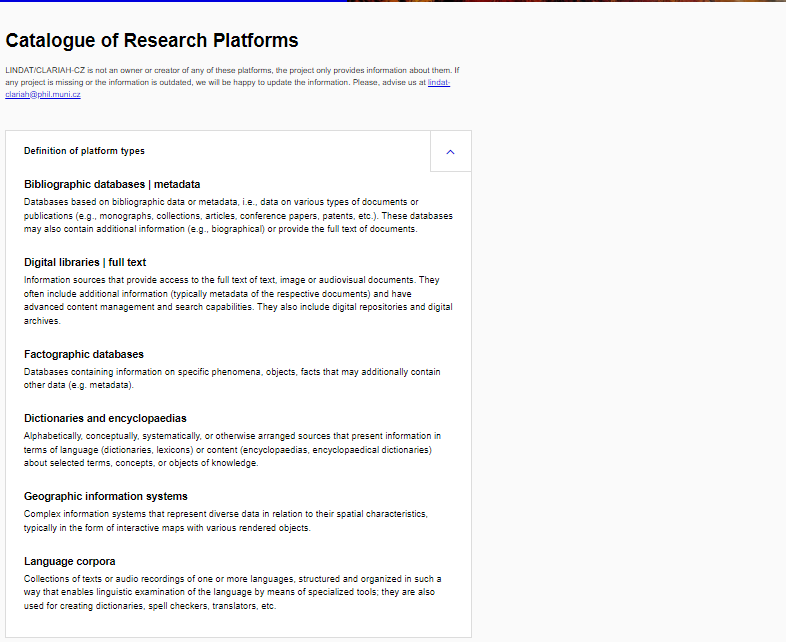 Catalogue of Research Platforms
LINDAT/CLARIAH-CZ is not an owner or creator of any of these platforms, the project only provides information about them. If
any project is missing or the information is outdated, we will be happy to update the information. Please, advise us at lindat-
clariah@phil.muni.cz
Definition of platform types
Bibliographic databases | metadata
Databases based on bibliographic data or metadata, i.e., data on various types of documents or
publications (e.g., monographs, collections, articles, conference papers, patents, etc.). These databases
may also contain additional information (e.g., biographical) or provide the full text of documents.
Digital libraries | full text
Information sources that provide access to the full text of text, image or audiovisual documents. They
often include additional information (typically metadata of the respective documents) and have
advanced content management and search capabilities. They also include digital repositories and digital
archives.
Factographic databases
Databases containing information on specific phenomena, objects, facts that may additionally contain
other data (e.g. metadata).
Dictionaries and encyclopaedias
Alphabetically, conceptually, systematically, or otherwise arranged sources that present information in
terms of language (dictionaries, lexicons) or content (encyclopaedias, encyclopaedical dictionaries)
about selected terms, concepts, or objects of knowledge.
Geographic information systems
Complex information systems that represent diverse data in relation to their spatial characteristics,
typically in the form of interactive maps with various rendered objects.
Language corpora
Collections of texts or audio recordings of one or more languages, structured and organized in such a
way that enables linguistic examination of the language by means of specialized tools; they are also
used for creating dictionaries, spell checkers, translators, etc.